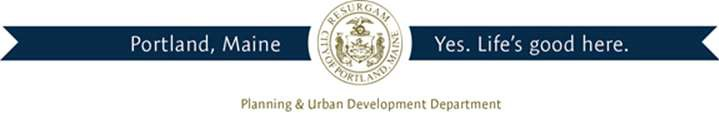 Portland, Maine
RESURGAM
CITY OF PORTLAND, MAINE
Yes. Life's good here.
Planning & Urban Development Department